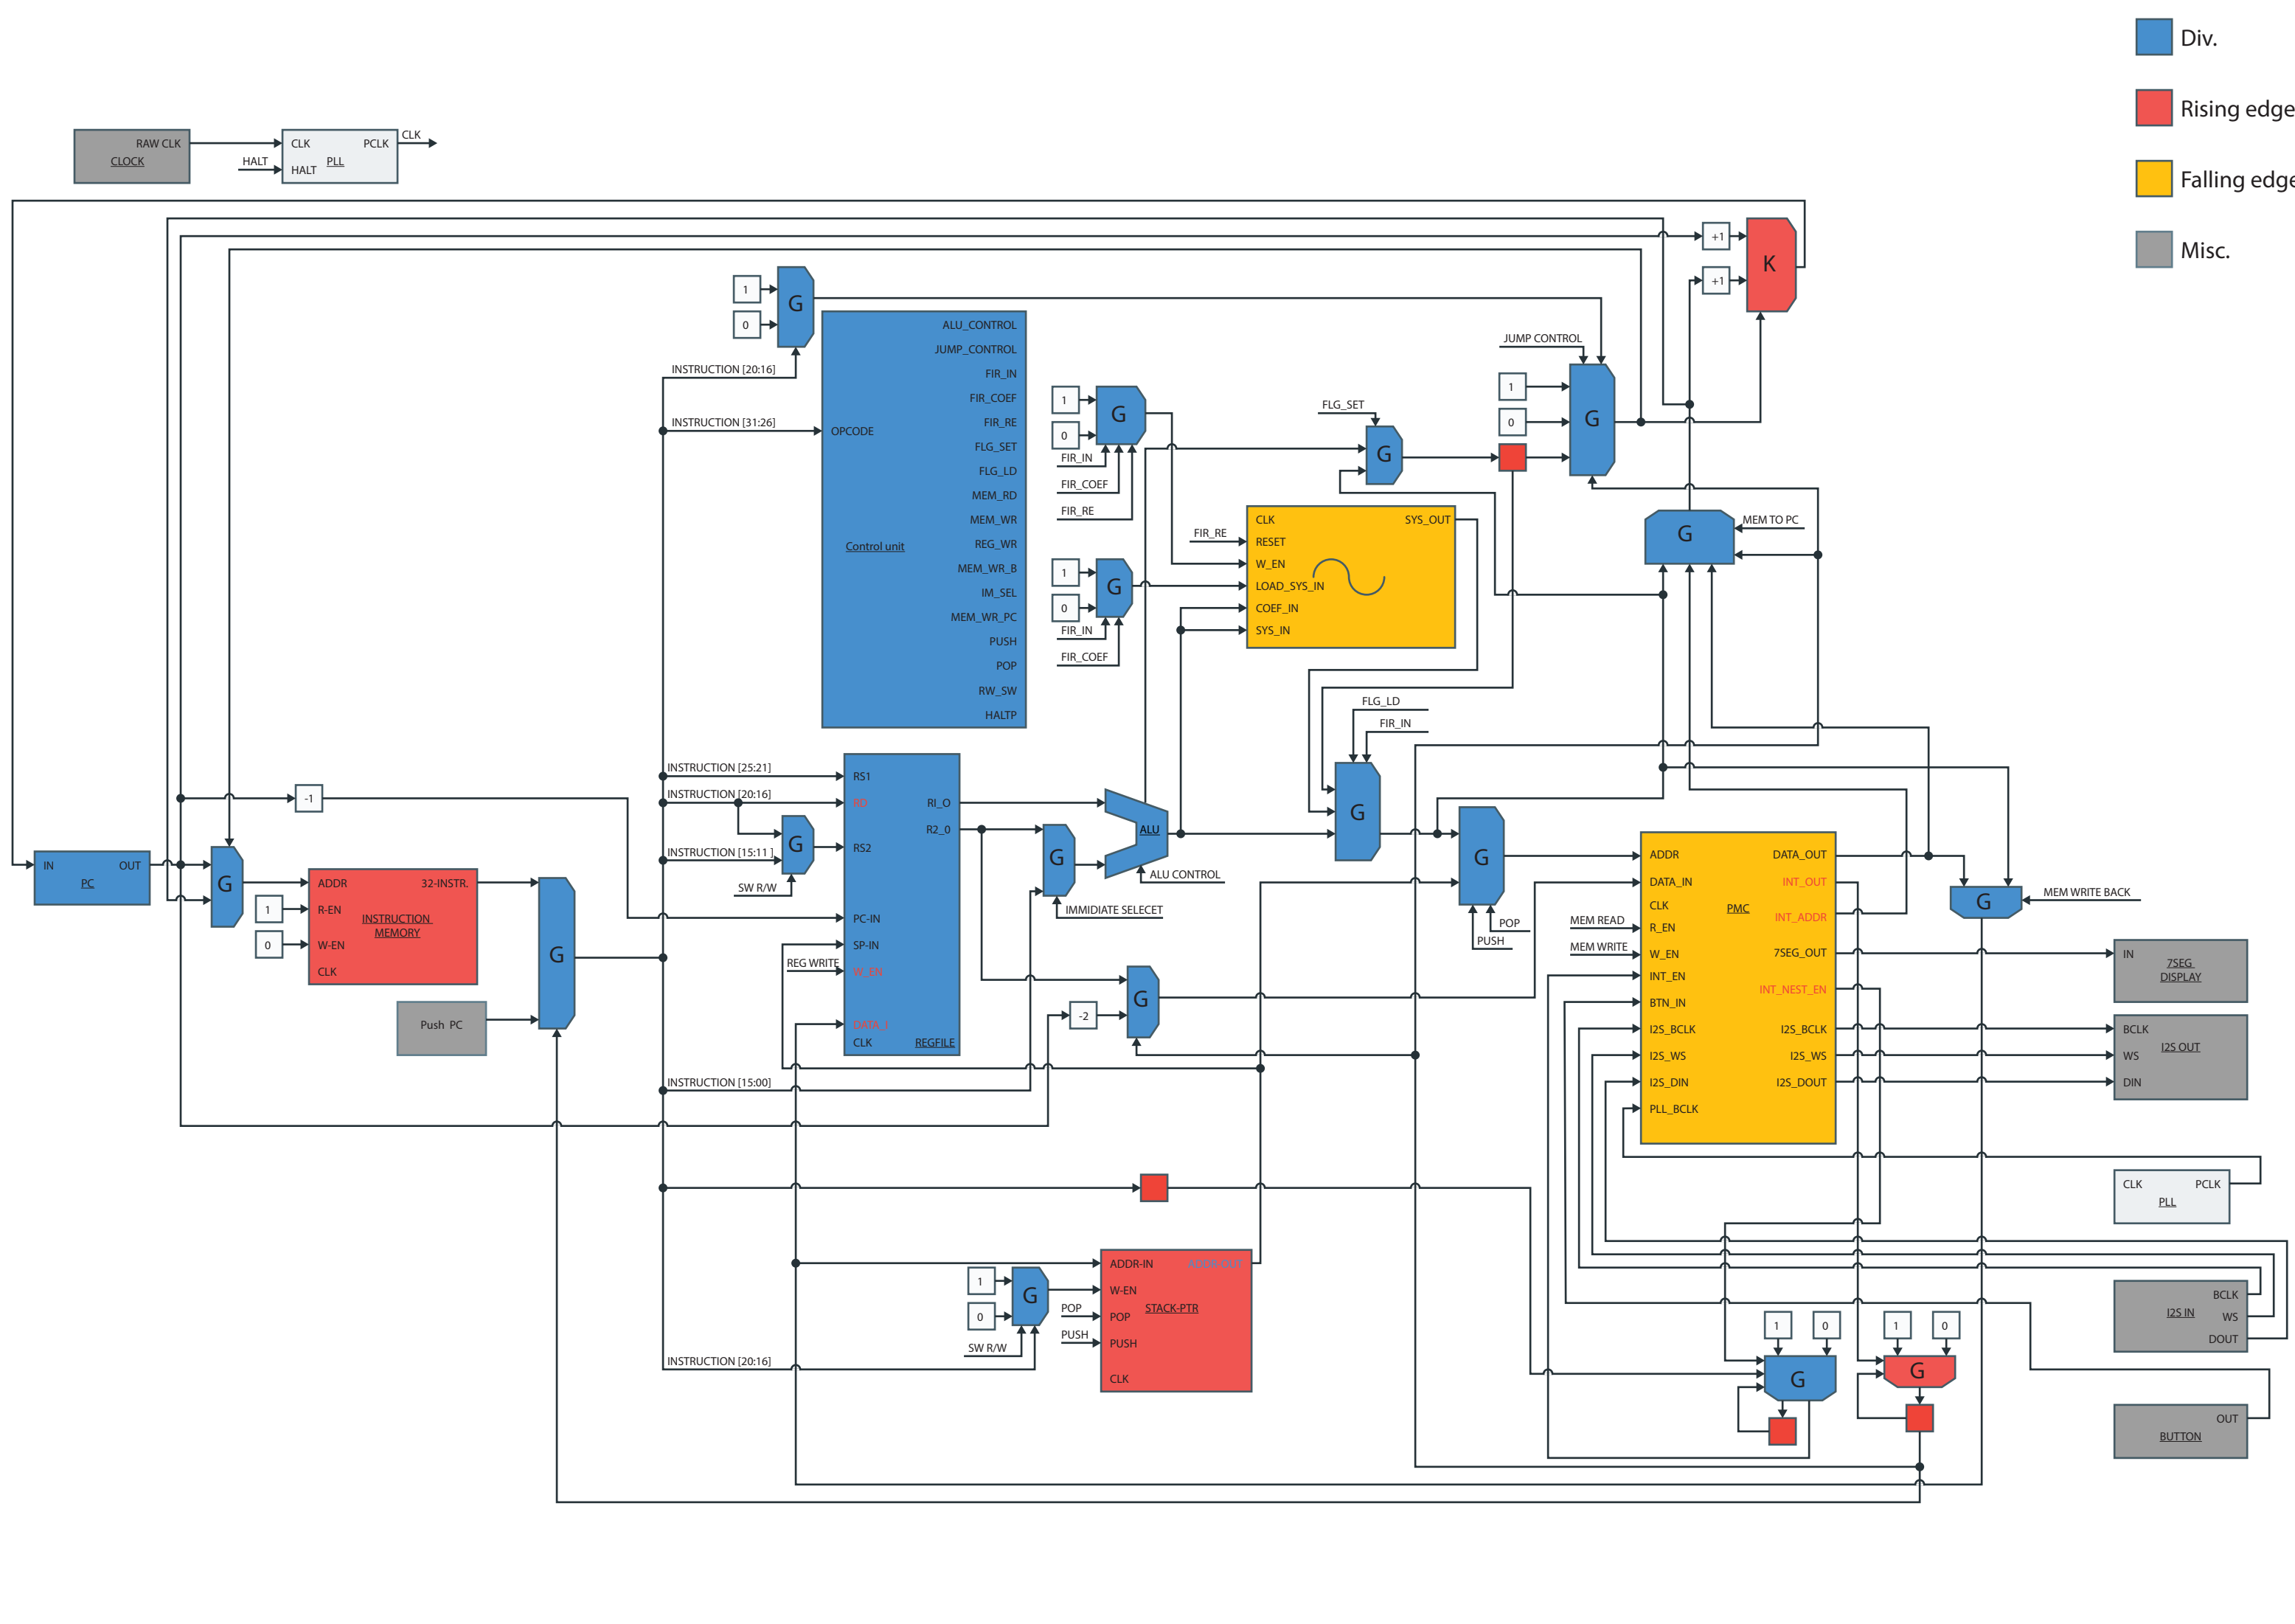 Div.
Rising edge
Falling edge
Misc.
RAW CLK
CLOCK
CLK
PCLK
CLK
HALT
HALT
PLL
+1
+1
K
1
0
G
INSTRUCTION [20:16]
INSTRUCTION [31:26]
OPCODE
Control unit
ALU_CONTROL
JUMP_CONTROL
FIR_IN
FIR_COEF
FIR_RE
FLG_SET
FLG_LD
MEM_RD
MEM_WR
REG_WR
MEM_WR_B
IM_SEL
MEM_WR_PC
PUSH
POP
RW_SW
HALTP
1
0
G
FIR_IN
FIR_COEF
FIR_RE
1
0
G
FIR_IN
FIR_COEF
FLG_SET
G
JUMP CONTROL
1
0
G
FIR_RE
CLK
RESET
W_EN
LOAD_SYS_IN
COEF_IN
SYS_IN
SYS_OUT
G
MEM TO PC
FLG_LD
FIR_IN
G
IN
OUT
PC
-1
G
1
0
ADDR
R-EN
W-EN
CLK
32-INSTR.
INSTRUCTION
MEMORY
Push PC
G
INSTRUCTION [25:21]
INSTRUCTION [20:16]
INSTRUCTION [15:11]
G
SW R/W
REG WRITE
RS1
RD
RS2
PC-IN
SP-IN
W_EN
DATA_I
CLK
REGFILE
RI_O
R2_0
G
IMMIDIATE SELECET
ALU
ALU CONTROL
-2
G
INSTRUCTION [15:00]
G
POP
PUSH
MEM READ
MEM WRITE
ADDR
DATA_IN
CLK
R_EN
W_EN
INT_EN
BTN_IN
I2S_BCLK
I2S_WS
I2S_DIN
PLL_BCLK
PMC
DATA_OUT
INT_OUT
INT_ADDR
7SEG_OUT
INT_NEST_EN
I2S_BCLK
I2S_WS
I2S_DOUT
G
MEM WRITE BACK
IN
7SEG
DISPLAY
BCLK
WS
DIN
I2S OUT
CLK
PCLK
PLL
BCLK
WS
DOUT
I2S IN
OUT
BUTTON
1
0
G
SW R/W
INSTRUCTION [20:16]
POP
PUSH
ADDR-IN
W-EN
POP
PUSH
CLK
ADDR-OUT
STACK-PTR
1
0
G
1
0
G